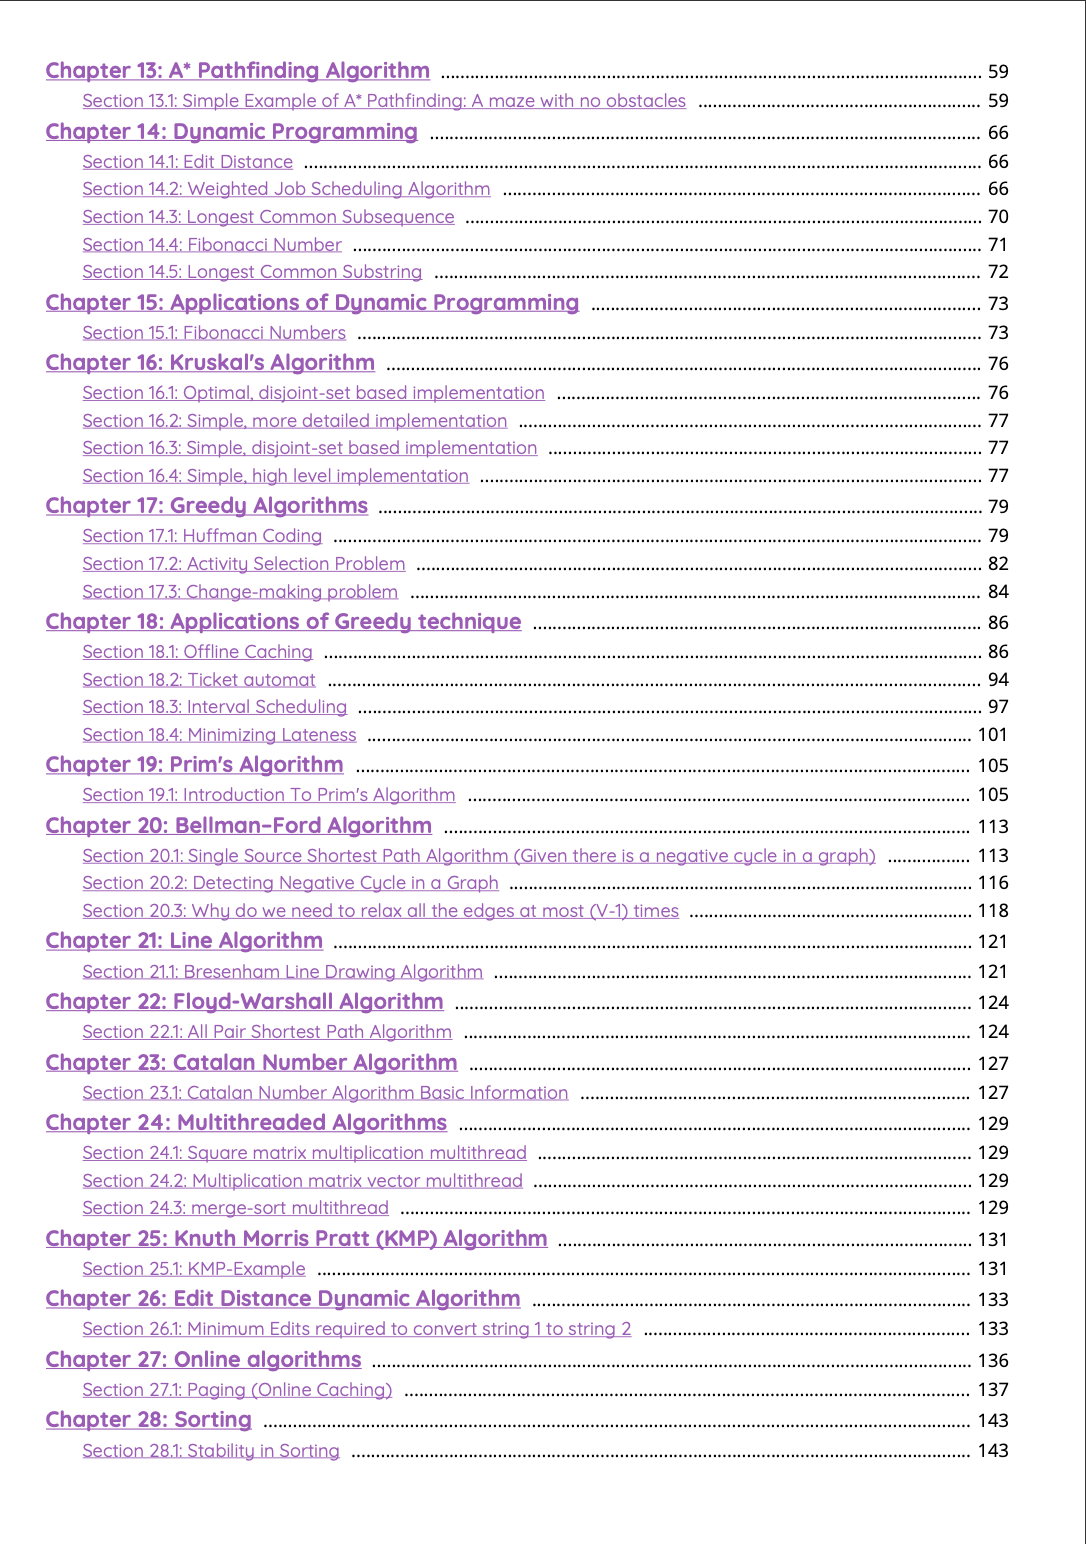 Chapter 13: A* Pathfinding Algorithm ........................................ 59
Section 13.1: Simple Example of A* Pathfinding: A maze with no obstacles ........................................ 59
Chapter 14: Dynamic Programming ........................................ 66
Section 14.1: Edit Distance ........................................ 66
Section 14.2: Weighted Job Scheduling Algorithm ........................................ 66
Section 14.3: Longest Common Subsequence ........................................ 70
Section 14.4: Fibonacci Number ........................................ 71
Section 14.5: Longest Common Substring ........................................ 72
Chapter 15: Applications of Dynamic Programming ........................................ 73
Section 15.1: Fibonacci Numbers ........................................ 73
Chapter 16: Kruskal's Algorithm ........................................ 76
Section 16.1: Optimal, disjoint-set based implementation ........................................ 76
Section 16.2: Simple, more detailed implementation ........................................ 77
Section 16.3: Simple, disjoint-set based implementation ........................................ 77
Section 16.4: Simple, high level implementation ........................................ 77
Chapter 17: Greedy Algorithms ........................................ 79
Section 17.1: Huffman Coding ........................................ 79
Section 17.2: Activity Selection Problem ........................................ 82
Section 17.3: Change-making problem ........................................ 84
Chapter 18: Applications of Greedy technique ........................................ 86
Section 18.1: Offline Caching ........................................ 86
Section 18.2: Ticket automat ........................................ 94
Section 18.3: Interval Scheduling ........................................ 97
Section 18.4: Minimizing Lateness ........................................ 101
Chapter 19: Prim's Algorithm ........................................ 105
Section 19.1: Introduction To Prim's Algorithm ........................................ 105
Chapter 20: Bellman–Ford Algorithm ........................................ 113
Section 20.1: Single Source Shortest Path Algorithm (Given there is a negative cycle in a graph) ................. 113
Section 20.2: Detecting Negative Cycle in a Graph ........................................ 116
Section 20.3: Why do we need to relax all the edges at most (V-1) times ........................................ 118
Chapter 21: Line Algorithm ........................................ 121
Section 21.1: Bresenham Line Drawing Algorithm ........................................ 121
Chapter 22: Floyd-Warshall Algorithm ........................................ 124
Section 22.1: All Pair Shortest Path Algorithm ........................................ 124
Chapter 23: Catalan Number Algorithm ........................................ 127
Section 23.1: Catalan Number Algorithm Basic Information ........................................ 127
Chapter 24: Multithreaded Algorithms ........................................ 129
Section 24.1: Square matrix multiplication multithread ........................................ 129
Section 24.2: Multiplication matrix vector multithread ........................................ 129
Section 24.3: merge-sort multithread ........................................ 129
Chapter 25: Knuth Morris Pratt (KMP) Algorithm ........................................ 131
Section 25.1: KMP-Example ........................................ 131
Chapter 26: Edit Distance Dynamic Algorithm ........................................ 133
Section 26.1: Minimum Edits required to convert string 1 to string 2 ........................................ 133
Chapter 27: Online algorithms ........................................ 136
Section 27.1: Paging (Online Caching) ........................................ 137
Chapter 28: Sorting ........................................ 143
Section 28.1: Stability in Sorting ........................................ 143